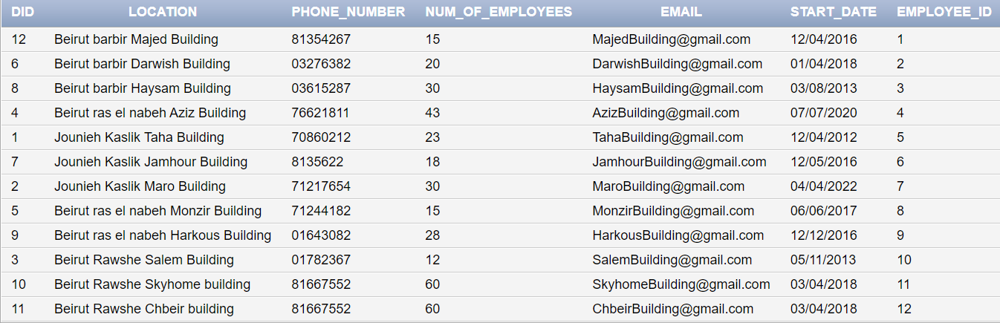 DID LOCATION PHONE_NUMBER NUM_OF_EMPLOYEES EMAIL START_DATE EMPLOYEE_ID
12 Beirut barbir Majed Building 81354267 15 MajedBuilding@gmail.com 12/04/2016 1
6 Beirut barbir Darwish Building 03276382 20 DarwishBuilding@gmail.com 01/04/2018 2
8 Beirut barbir Haysam Building 03615287 30 HaysamBuilding@gmail.com 03/08/2013 3
4 Beirut ras el nabeh Aziz Building 76621811 43 AzizBuilding@gmail.com 07/07/2020 4
1 Jounieh Kaslik Taha Building 70860212 23 TahaBuilding@gmail.com 12/04/2012 5
7 Jounieh Kaslik Jamhour Building 8135622 18 JamhourBuilding@gmail.com 12/05/2016 6
2 Jounieh Kaslik Maro Building 71217654 30 MaroBuilding@gmail.com 04/04/2022 7
5 Beirut ras el nabeh Monzir Building 71244182 15 MonzirBuilding@gmail.com 06/06/2017 8
9 Beirut ras el nabeh Harkous Building 01643082 28 HarkousBuilding@gmail.com 12/12/2016 9
3 Beirut Rawshe Salem Building 01782367 12 SalemBuilding@gmail.com 05/11/2013 10
10 Beirut Rawshe Skyhome building 81667552 60 SkyhomeBuilding@gmail.com 03/04/2018 11
11 Beirut Rawshe Chbeir building 81667552 60 ChbeirBuilding@gmail.com 03/04/2018 12